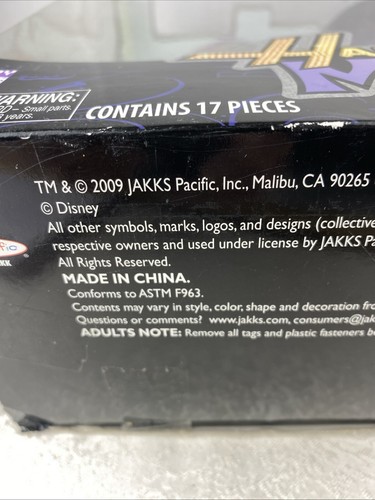 HA
M
WARNING:
Small parts.
years.
CONTAINS 17 PIECES
TM & © 2009 JAKKS Pacific, Inc., Malibu, CA 90265
© Disney
All other symbols, marks, logos, and designs (collective
respective owners and used under license by JAKKS Pa
All Rights Reserved.
MADE IN CHINA.
Conforms to ASTM F963.
Contents may vary in style, color, shape and decoration fro
Questions or comments? www.jakks.com, consumers@jak
ADULTS NOTE: Remove all tags and plastic fasteners be